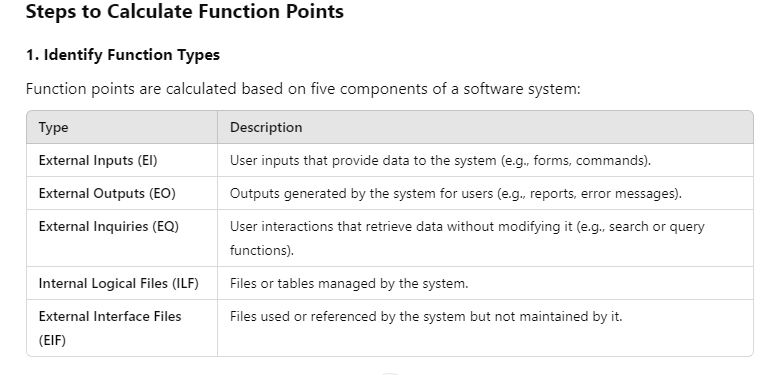 Steps to Calculate Function Points
1. Identify Function Types
Function points are calculated based on five components of a software system:
Type Description
External Inputs (EI) User inputs that provide data to the system (e.g., forms, commands).
External Outputs (EO) Outputs generated by the system for users (e.g., reports, error messages).
External Inquiries (EQ) User interactions that retrieve data without modifying it (e.g., search or query
functions).
Internal Logical Files (ILF) Files or tables managed by the system.
External Interface Files Files used or referenced by the system but not maintained by it.
(EIF)